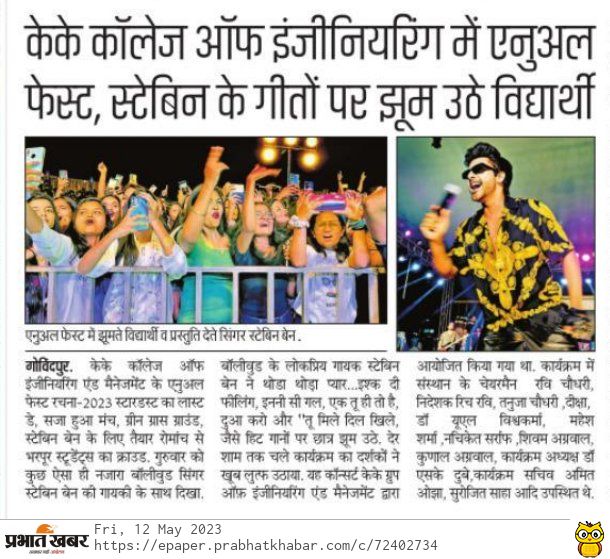 केके कॉलेज ऑफ इंजीनियरिंग में एनुअल
फेस्ट, स्टेबिन के गीतों पर झूम उठे विद्यार्थी
एनुअल फेस्ट में झूमते विद्यार्थी व प्रस्तुति देते सिंगर स्टेबिन बेन.
गोविंदपुर. केके कॉलेज ऑफ
इंजीनियरिंग एंड मैनेजमेंट के एनुअल
फेस्ट रचना-2023 स्टारडस्ट का लास्ट
डे, सजा हुआ मंच, ग्रीन ग्रास ग्राउंड,
स्टेबिन बेन के लिए तैयार रोमांच से
भरपूर स्टूडेंट्स का क्राउड. गुरुवार को
कुछ ऐसा ही नजारा बॉलीवुड सिंगर
स्टेबिन बेन की गायकी के साथ दिखा.
बॉलीवुड के लोकप्रिय गायक स्टेबिन
बेन ने थोडा थोड़ा प्यार...इश्क दी
फीलिंग, इननी सी गल, एक तू ही तो है,
दुआ करो और "तू मिले दिल खिले,
जैसे हिट गानों पर छात्र झूम उठे. देर
शाम तक चले कार्यक्रम का दर्शकों ने
खूब लुत्फ उठाया. यह कॉन्सर्ट केके ग्रुप
ऑफ़ इंजीनियरिंग एंड मैनेजमेंट द्वारा
आयोजित किया गया था. कार्यक्रम में
संस्थान के चेयरमैन रवि चौधरी,
निदेशक रिच रवि, तनुजा चौधरी ,दीक्षा,
डॉ यूएल विश्वकर्मा, महेश
शर्मा ,नचिकेत सर्राफ ,शिवम अग्रवाल,
कुणाल अग्रवाल, कार्यक्रम अध्यक्ष डॉ
एसके दुबे,कार्यक्रम सचिव अमित
ओझा, सुरोजित साहा आदि उपस्थित थे.
प्रभात खबर
Fri, 12 May 2023
https://epaper.prabhatkhabar.com/c/72402734